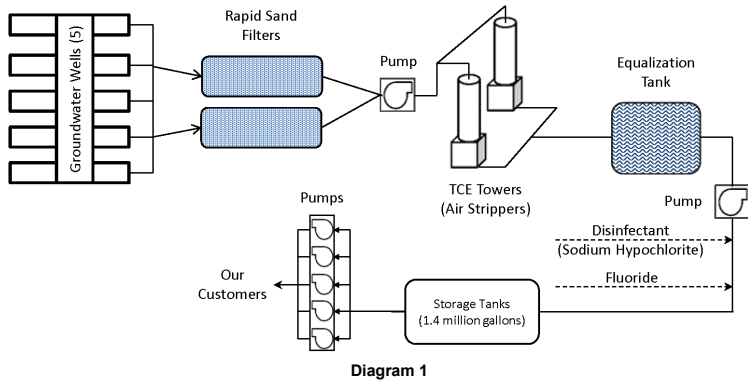 Groundwater Wells (5)
Rapid Sand
Filters
Pump
TCE Towers
(Air Strippers)
Equalization
Tank
Pump
Disinfectant
(Sodium Hypochlorite)
Fluoride
Storage Tanks
(1.4 million gallons)
Pumps
Our
Customers
Diagram 1